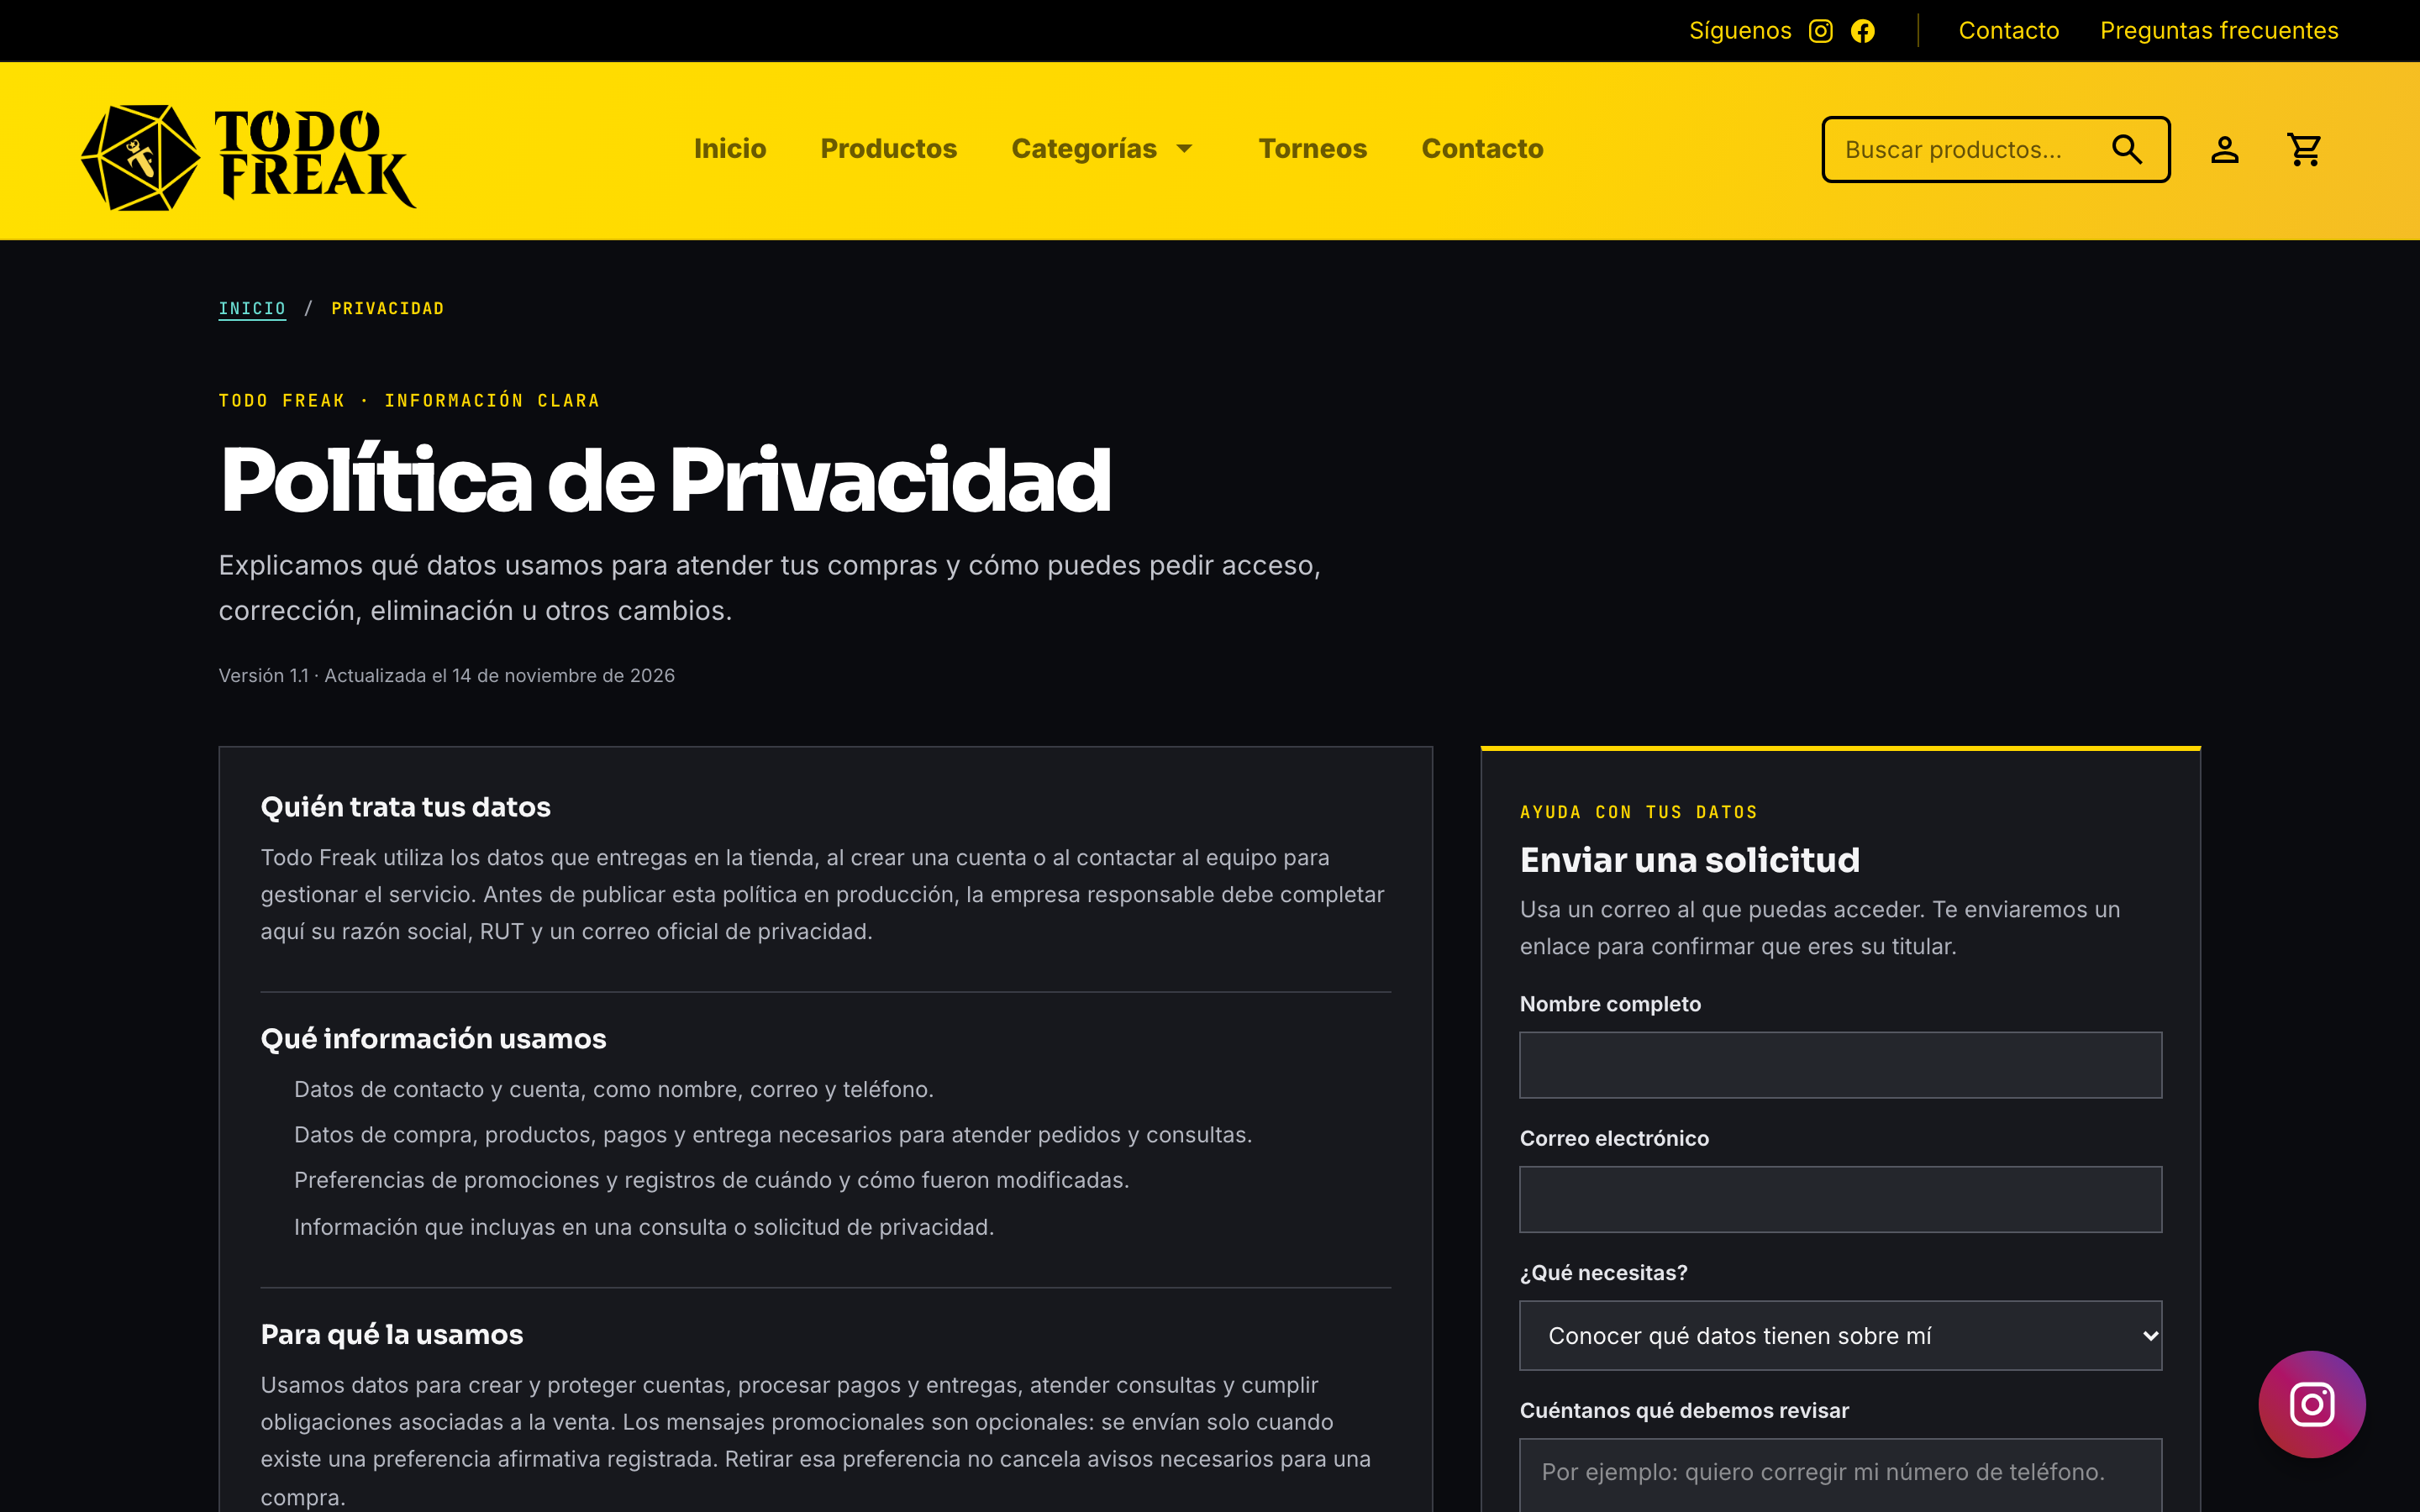 Síguenos
Contacto
Preguntas frecuentes
TODO
FREAK
Inicio
Productos
Categorías
Torneos
Contacto
Buscar productos...
INICIO / PRIVACIDAD
TODO FREAK · INFORMACIÓN CLARA
Política de Privacidad
Explicamos qué datos usamos para atender tus compras y cómo puedes pedir acceso,
corrección, eliminación u otros cambios.
Versión 1.1 · Actualizada el 14 de noviembre de 2026
Quién trata tus datos
Todo Freak utiliza los datos que entregas en la tienda, al crear una cuenta o al contactar al equipo para
gestionar el servicio. Antes de publicar esta política en producción, la empresa responsable debe completar
aquí su razón social, RUT y un correo oficial de privacidad.
Qué información usamos
Datos de contacto y cuenta, como nombre, correo y teléfono.
Datos de compra, productos, pagos y entrega necesarios para atender pedidos y consultas.
Preferencias de promociones y registros de cuándo y cómo fueron modificadas.
Información que incluyas en una consulta o solicitud de privacidad.
Para qué la usamos
Usamos datos para crear y proteger cuentas, procesar pagos y entregas, atender consultas y cumplir
obligaciones asociadas a la venta. Los mensajes promocionales son opcionales: se envían solo cuando
existe una preferencia afirmativa registrada. Retirar esa preferencia no cancela avisos necesarios para una
compra.
AYUDA CON TUS DATOS
Enviar una solicitud
Usa un correo al que puedas acceder. Te enviaremos un
enlace para confirmar que eres su titular.
Nombre completo
Correo electrónico
¿Qué necesitas?
Conocer qué datos tienen sobre mí
Cuéntanos qué debemos revisar
Por ejemplo: quiero corregir mi número de teléfono.